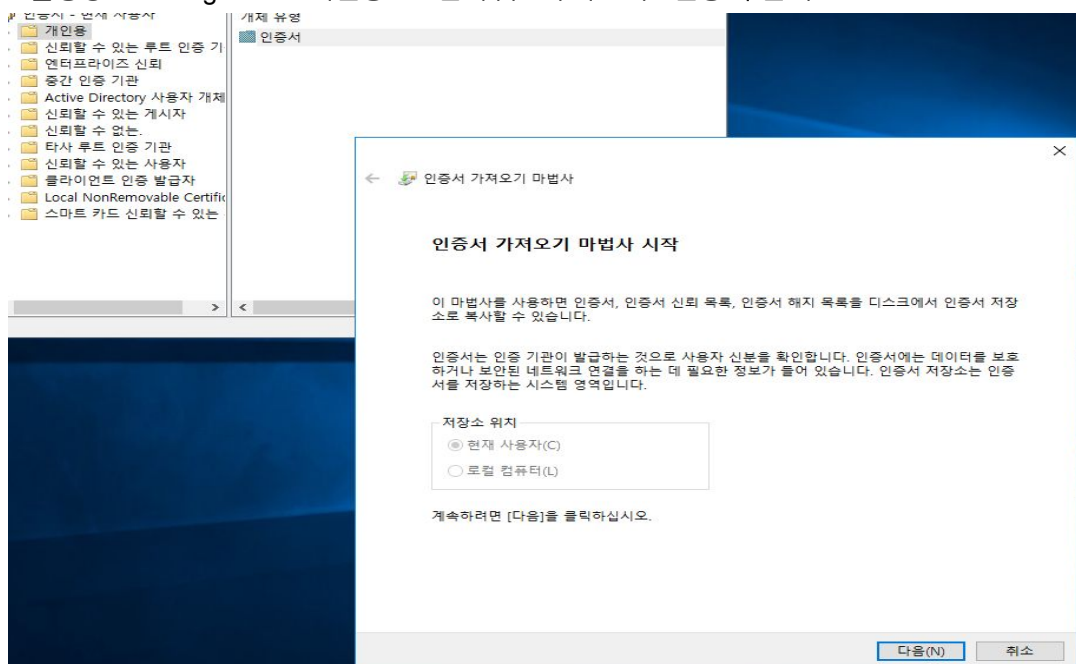 인증서 - 현재 사용자
개인용
신뢰할 수 있는 루트 인증 기
엔터프라이즈 신뢰
중간 인증 기관
Active Directory 사용자 개체
신뢰할 수 있는 게시자
신뢰할 수 없는.
타사 루트 인증 기관
신뢰할 수 있는 사용자
클라이언트 인증 발급자
Local NonRemovable Certific
스마트 카드 신뢰할 수 있는
개체 유형
인증서
인증서 가져오기 마법사
인증서 가져오기 마법사 시작
이 마법사를 사용하면 인증서, 인증서 신뢰 목록, 인증서 해지 목록을 디스크에서 인증서 저장
소로 복사할 수 있습니다.
인증서는 인증 기관이 발급하는 것으로 사용자 신분을 확인합니다. 인증서에는 데이터를 보호
하거나 보안된 네트워크 연결을 하는 데 필요한 정보가 들어 있습니다. 인증서 저장소는 인증
서를 저장하는 시스템 영역입니다.
저장소 위치
현재 사용자(C)
로컬 컴퓨터(L)
계속하려면 [다음]을 클릭하십시오.
다음(N)
취소